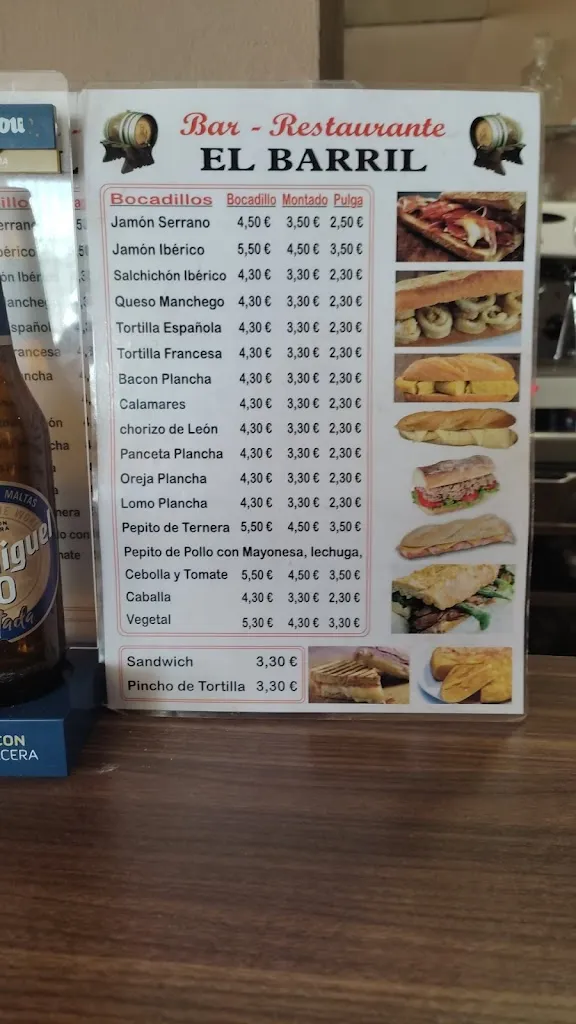 Bar - Restaurante
EL BARRIL
Bocadillos Bocadillo Montado Pulga
Jamón Serrano 4,50 € 3,50 € 2,50 €
Jamón Ibérico 5,50 € 4,50 € 3,50 €
Salchichón Ibérico 4,30 € 3,30 € 2,30 €
Queso Manchego 4,30 € 3,30 € 2,30 €
Tortilla Española 4,30 € 3,30 € 2,30 €
Tortilla Francesa 4,30 € 3,30 € 2,30 €
Bacon Plancha 4,30 € 3,30 € 2,30 €
Calamares 4,30 € 3,30 € 2,30 €
chorizo de León 4,30 € 3,30 € 2,30 €
Panceta Plancha 4,30 € 3,30 € 2,30 €
Oreja Plancha 4,30 € 3,30 € 2,30 €
Lomo Plancha 4,30 € 3,30 € 2,30 €
Pepito de Ternera 5,50 € 4,50 € 3,50 €
Pepito de Pollo con Mayonesa, lechuga,
Cebolla y Tomate 5,50 € 4,50 € 3,50 €
Caballa 4,30 € 3,30 € 2,30 €
Vegetal 5,30 € 4,30 € 3,30 €
Sandwich 3,30 €
Pincho de Tortilla 3,30 €
MALTAS
iguel
0
CON